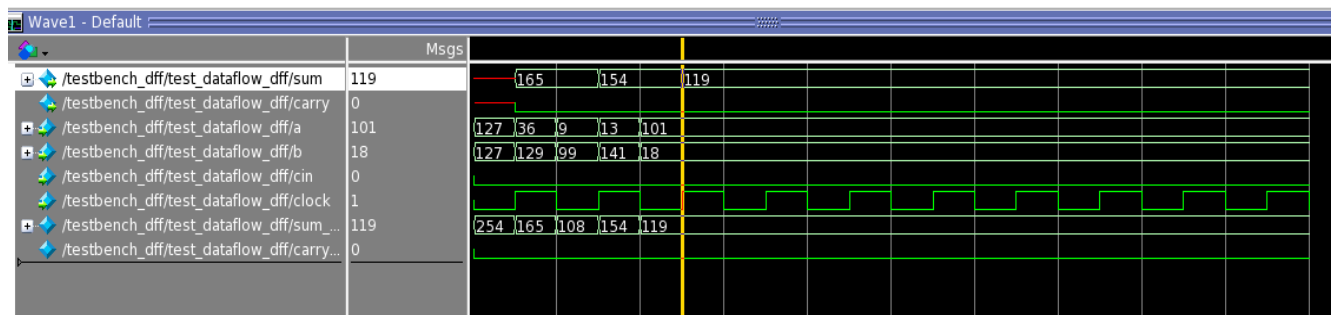 Wave1 - Default
Msgs
/testbench_dff/test_dataflow_dff/sum 119 165 154 119
/testbench_dff/test_dataflow_dff/carry 0
/testbench_dff/test_dataflow_dff/a 101 127 36 9 13 101
/testbench_dff/test_dataflow_dff/b 18 127 129 99 141 18
/testbench_dff/test_dataflow_dff/cin 0
/testbench_dff/test_dataflow_dff/clock 1
/testbench_dff/test_dataflow_dff/sum_... 119 254 165 108 154 119
/testbench_dff/test_dataflow_dff/carry... 0